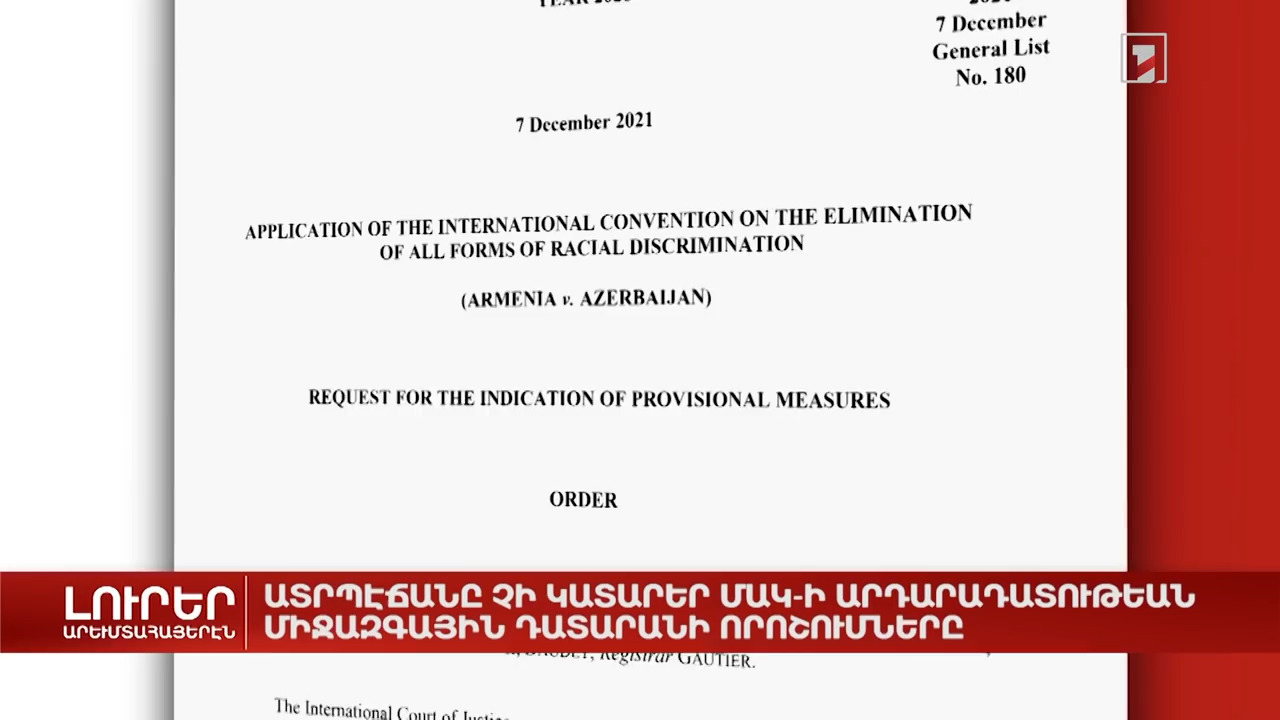 7 December
General List
No. 180
7 December 2021
APPLICATION OF THE INTERNATIONAL CONVENTION ON THE ELIMINATION
OF ALL FORMS OF RACIAL DISCRIMINATION
(ARMENIA v. AZERBAIJAN)
REQUEST FOR THE INDICATION OF PROVISIONAL MEASURES
ORDER
ԼՈՒՐԵՐ
ԱՐԵՒՄՏԱՀԱՅԵՐԷՆ
ԱՏՐՊԷՃԱՆԸ ՉԻ ԿԱՏԱՐԵՐ ՄԱԿ-Ի ԱՐԴԱՐԱԴԱՏՈՒԹԵԱՆ
ՄԻՋԱԶԳԱՅԻՆ ԴԱՏԱՐԱՆԻ ՈՐՈՇՈՒՄՆԵՐԸ
Registrar GAUTIER.
The International Court of